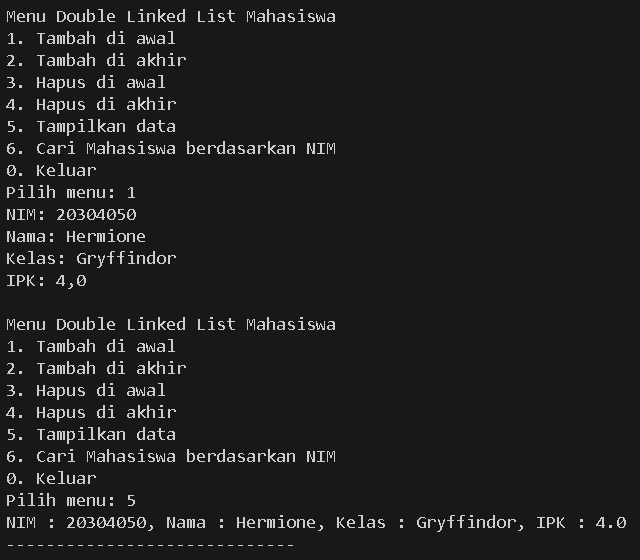 Menu Double Linked List Mahasiswa
1. Tambah di awal
2. Tambah di akhir
3. Hapus di awal
4. Hapus di akhir
5. Tampilkan data
6. Cari Mahasiswa berdasarkan NIM
0. Keluar
Pilih menu: 1
NIM: 20304050
Nama: Hermione
Kelas: Gryffindor
IPK: 4,0
Menu Double Linked List Mahasiswa
1. Tambah di awal
2. Tambah di akhir
3. Hapus di awal
4. Hapus di akhir
5. Tampilkan data
6. Cari Mahasiswa berdasarkan NIM
0. Keluar
Pilih menu: 5
NIM : 20304050, Nama : Hermione, Kelas : Gryffindor, IPK : 4.0
-----------------------------